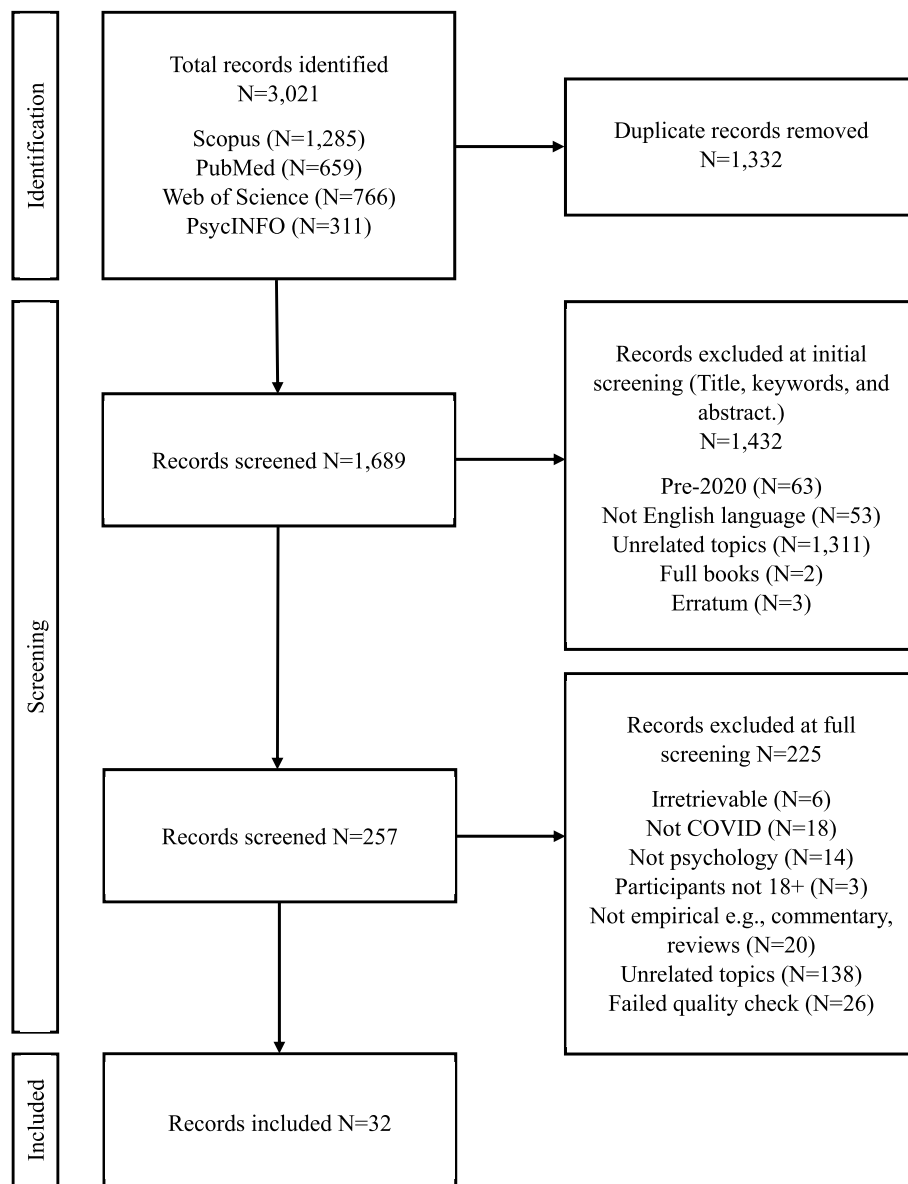 Identification
Total records identified
N=3,021
Scopus (N=1,285)
PubMed (N=659)
Web of Science (N=766)
PsycINFO (N=311)
Duplicate records removed
N=1,332
Screening
Records screened N=1,689
Records excluded at initial
screening (Title, keywords, and
abstract.)
N=1,432
Pre-2020 (N=63)
Not English language (N=53)
Unrelated topics (N=1,311)
Full books (N=2)
Erratum (N=3)
Records screened N=257
Records excluded at full
screening N=225
Irretrievable (N=6)
Not COVID (N=18)
Not psychology (N=14)
Participants not 18+ (N=3)
Not empirical e.g., commentary,
reviews (N=20)
Unrelated topics (N=138)
Failed quality check (N=26)
Included
Records included N=32